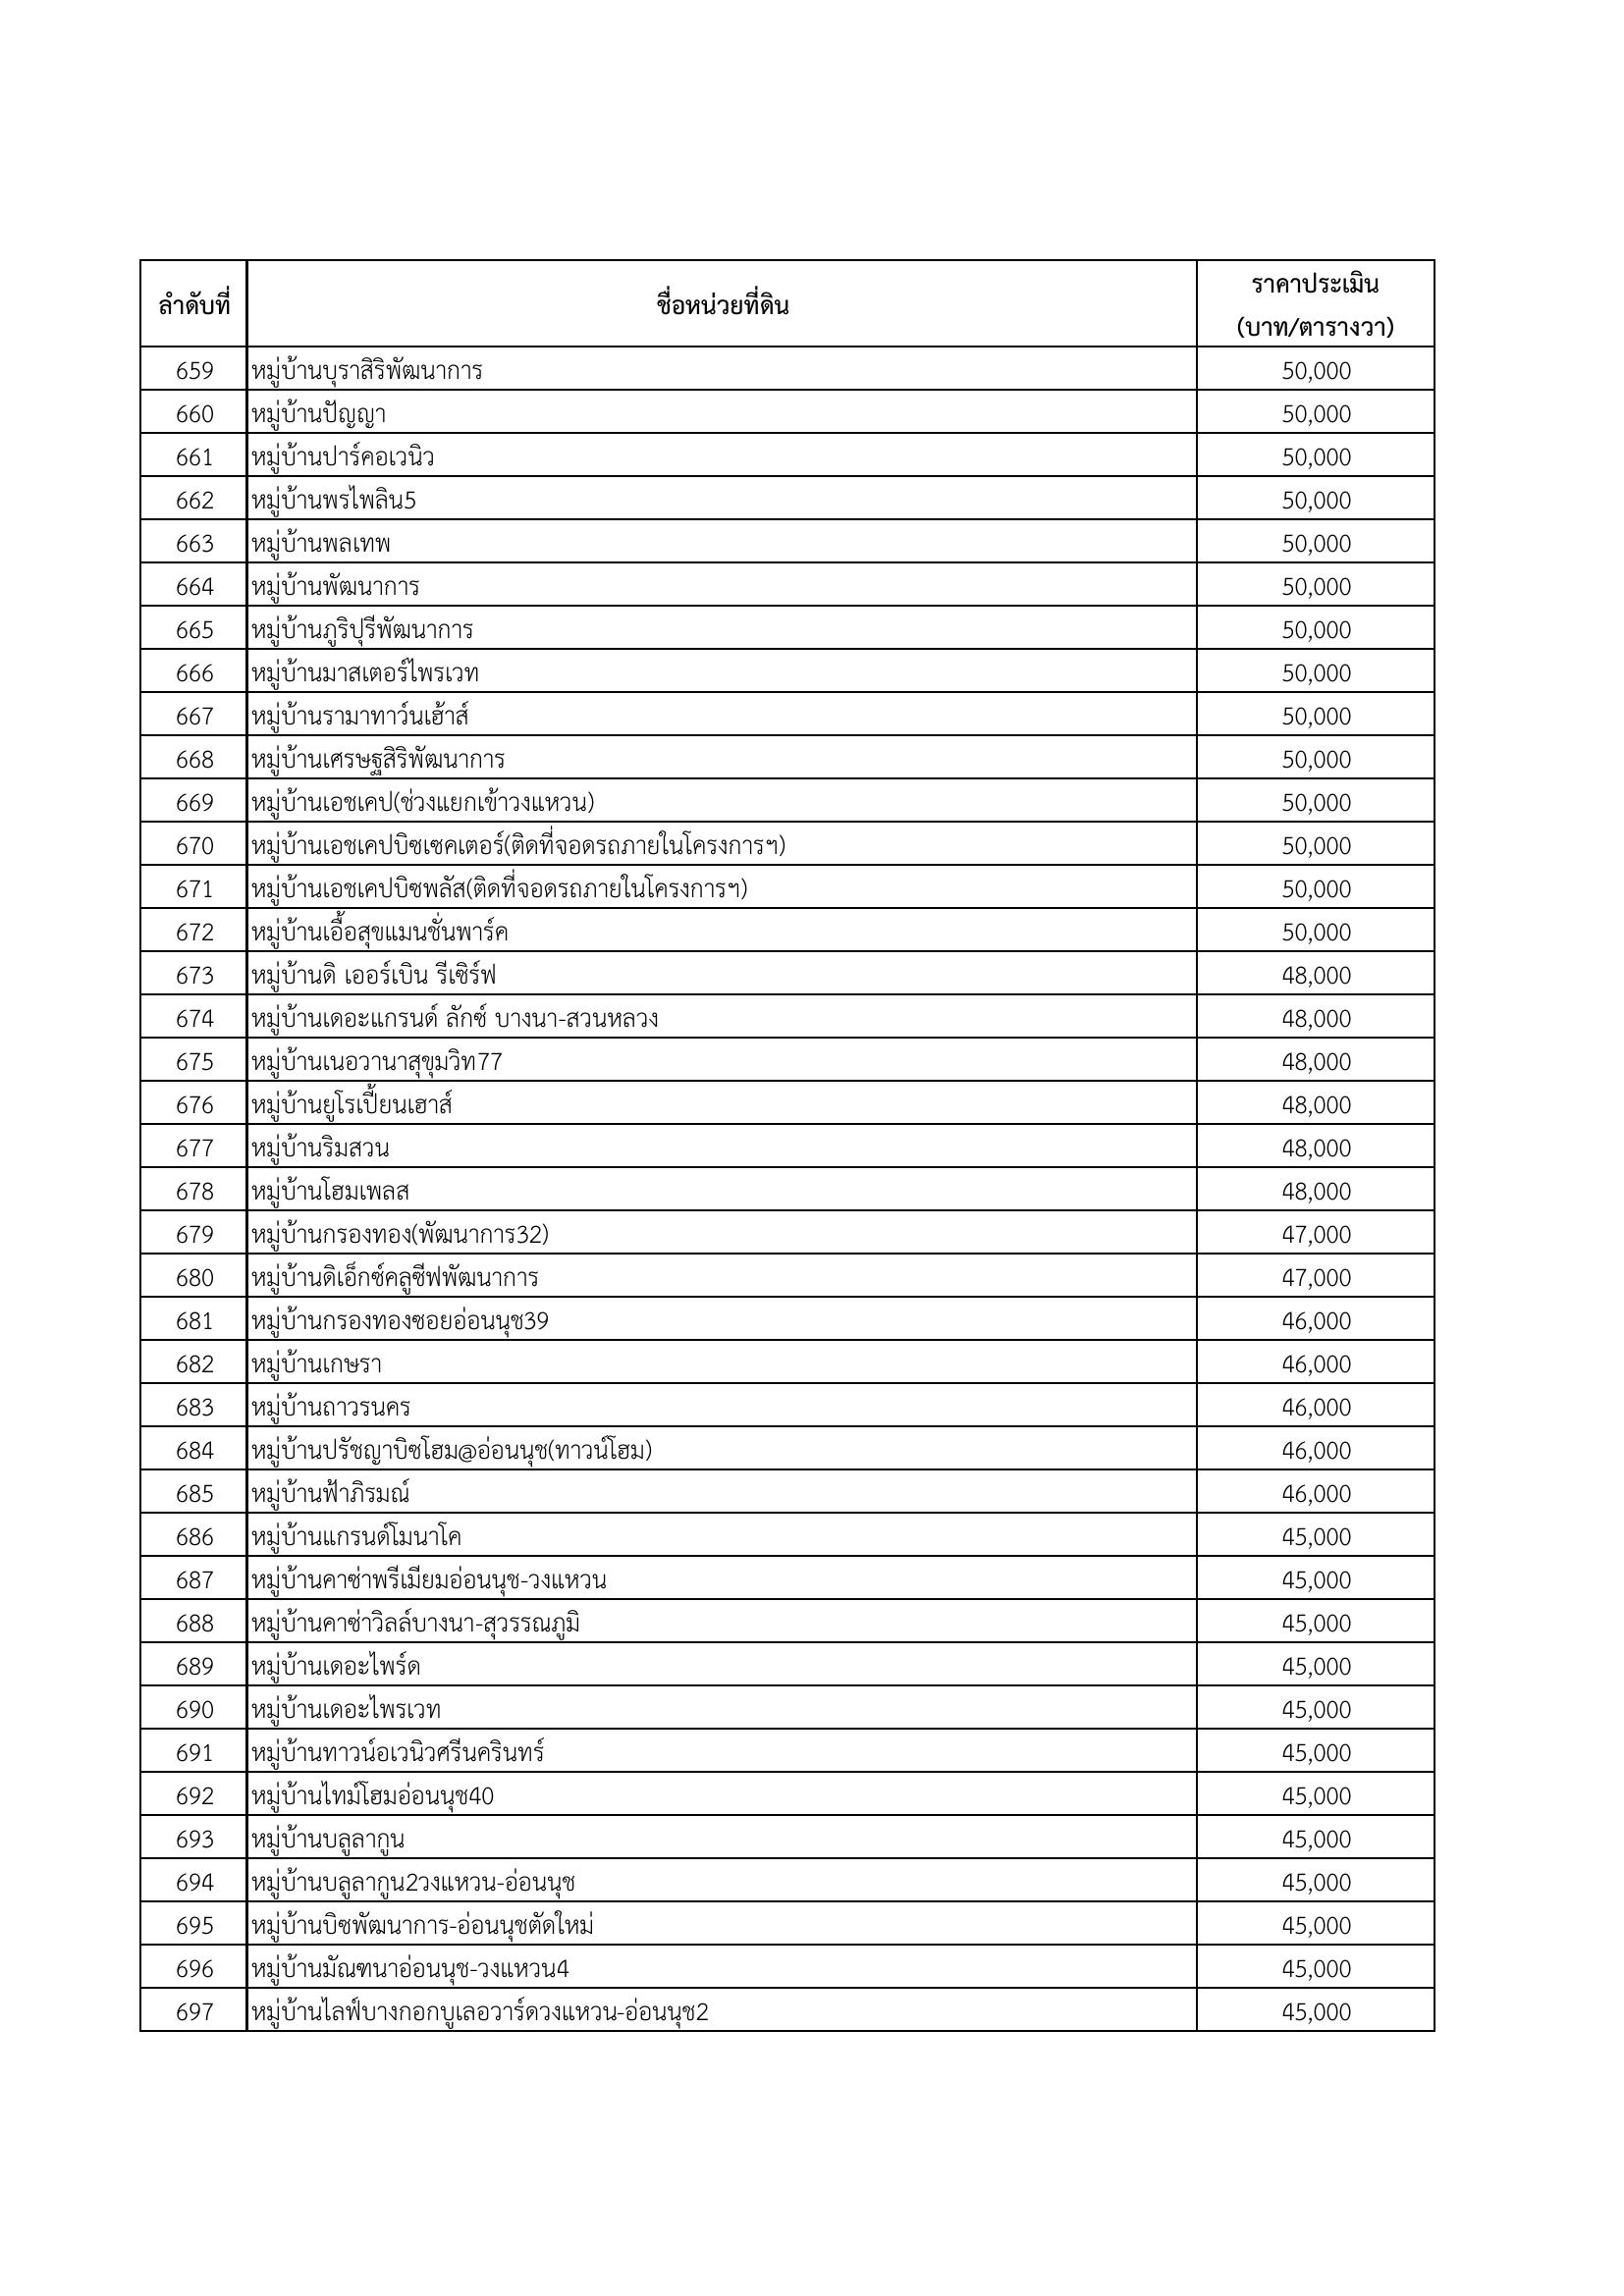 ลำดับที่ ชื่อหน่วยที่ดิน ราคาประเมิน
(บาท/ตารางวา)
659 หมู่บ้านบุราสิริพัฒนาการ 50,000
660 หมู่บ้านปัญญา 50,000
661 หมู่บ้านปาร์คอเวนิว 50,000
662 หมู่บ้านพรไพลิน5 50,000
663 หมู่บ้านพลเทพ 50,000
664 หมู่บ้านพัฒนาการ 50,000
665 หมู่บ้านภูริปุรีพัฒนาการ 50,000
666 หมู่บ้านมาสเตอร์ไพรเวท 50,000
667 หมู่บ้านรามาทาว์นเฮ้าส์ 50,000
668 หมู่บ้านเศรษฐสิริพัฒนาการ 50,000
669 หมู่บ้านเอชเคป(ช่วงแยกเข้าวงแหวน) 50,000
670 หมู่บ้านเอชเคปบิซเซคเตอร์(ติดที่จอดรถภายในโครงการฯ) 50,000
671 หมู่บ้านเอชเคปบิซพลัส(ติดที่จอดรถภายในโครงการฯ) 50,000
672 หมู่บ้านเอื้อสุขแมนชั่นพาร์ค 50,000
673 หมู่บ้านดิ เออร์เบิน รีเซิร์ฟ 48,000
674 หมู่บ้านเดอะแกรนด์ ลักซ์ บางนา-สวนหลวง 48,000
675 หมู่บ้านเนอวานาสุขุมวิท77 48,000
676 หมู่บ้านยูโรเปี้ยนเฮาส์ 48,000
677 หมู่บ้านริมสวน 48,000
678 หมู่บ้านโฮมเพลส 48,000
679 หมู่บ้านกรองทอง(พัฒนาการ32) 47,000
680 หมู่บ้านดิเอ็กซ์คลูซีฟพัฒนาการ 47,000
681 หมู่บ้านกรองทองซอยอ่อนนุช39 46,000
682 หมู่บ้านเกษรา 46,000
683 หมู่บ้านถาวรนคร 46,000
684 หมู่บ้านปรัชญาบิซโฮม@อ่อนนุช(ทาวน์โฮม) 46,000
685 หมู่บ้านฟ้าภิรมณ์ 46,000
686 หมู่บ้านแกรนด์โมนาโค 45,000
687 หมู่บ้านคาซ่าพรีเมียมอ่อนนุช-วงแหวน 45,000
688 หมู่บ้านคาซ่าวิลล์บางนา-สุวรรณภูมิ 45,000
689 หมู่บ้านเดอะไพร์ด 45,000
690 หมู่บ้านเดอะไพรเวท 45,000
691 หมู่บ้านทาวน์อเวนิวศรีนครินทร์ 45,000
692 หมู่บ้านไทม์โฮมอ่อนนุช40 45,000
693 หมู่บ้านบลูลากูน 45,000
694 หมู่บ้านบลูลากูน2วงแหวน-อ่อนนุช 45,000
695 หมู่บ้านบิซพัฒนาการ-อ่อนนุชตัดใหม่ 45,000
696 หมู่บ้านมัณฑนาอ่อนนุช-วงแหวน4 45,000
697 หมู่บ้านไลฟ์บางกอกบูเลอวาร์ดวงแหวน-อ่อนนุช2 45,000